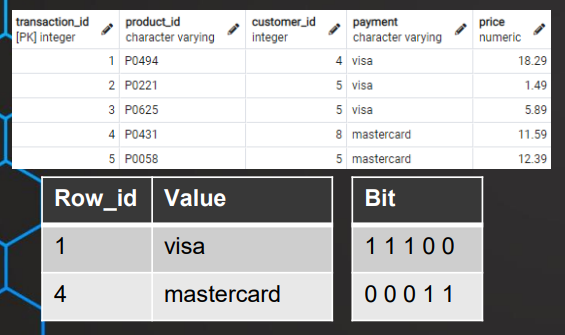 transaction_id product_id customer_id payment price
[PK] integer character varying integer character varying numeric
1 P0494 4 visa 18.29
2 P0221 5 visa 1.49
3 P0625 5 visa 5.89
4 P0431 8 mastercard 11.59
5 P0058 5 mastercard 12.39
Row_id Value Bit
1 visa 1 1 1 0 0
4 mastercard 0 0 0 1 1